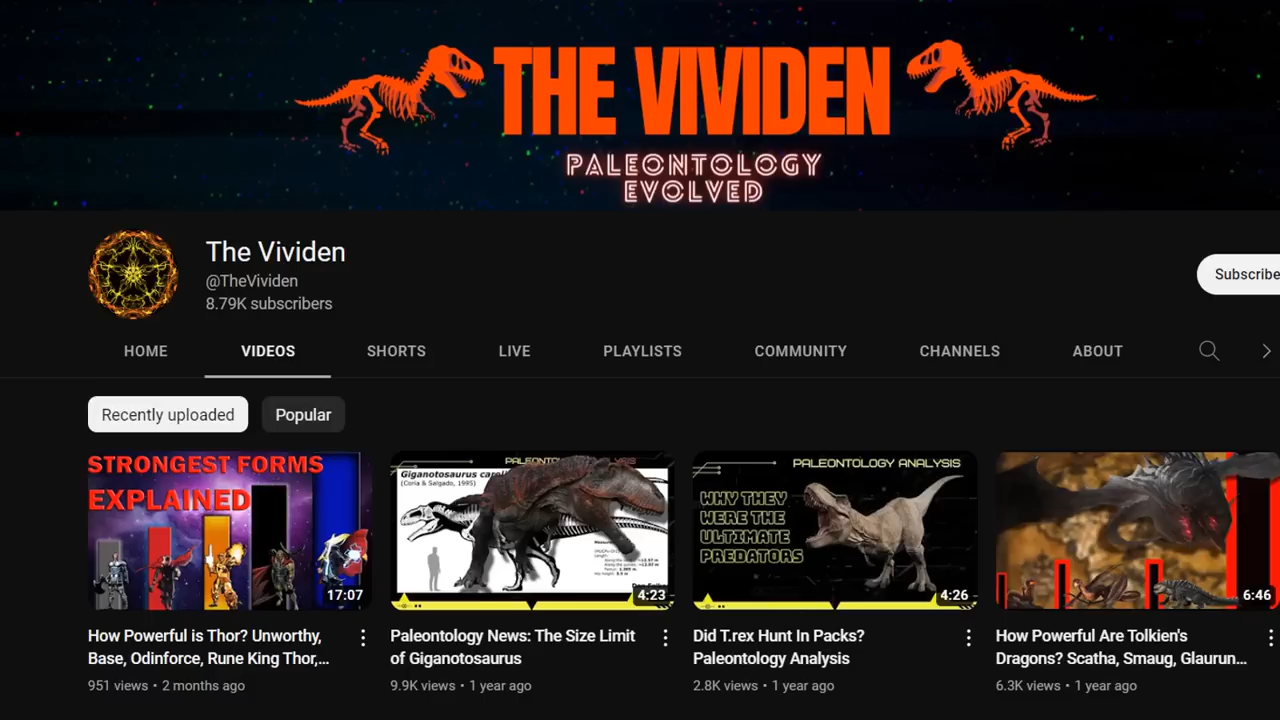 THE VIVIDEN
PALEONTOLOGY
EVOLVED
The Vividen
@TheVividen
8.79K subscribers
Subscribe
HOME
VIDEOS
SHORTS
LIVE
PLAYLISTS
COMMUNITY
CHANNELS
ABOUT
Recently uploaded
Popular
STRONGEST FORMS
EXPLAINED
17:07
Giganotosaurus
(Coria & Salgado, 1995)
4:23
PALEONTOLOGY ANALYSIS
WHY THEY
WERE THE
ULTIMATE
PREDATORS
4:26
6:46
How Powerful is Thor? Unworthy,
Base, Odinforce, Rune King Thor,...
951 views • 2 months ago
Paleontology News: The Size Limit
of Giganotosaurus
9.9K views • 1 year ago
Did T.rex Hunt In Packs?
Paleontology Analysis
2.8K views • 1 year ago
How Powerful Are Tolkien's
Dragons? Scatha, Smaug, Glaurun...
6.3K views • 1 year ago